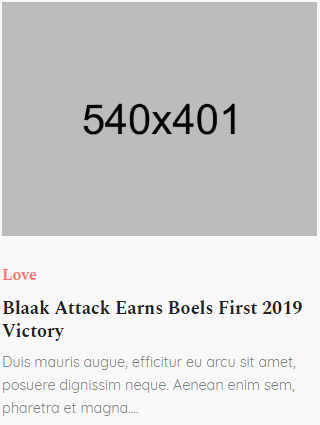 540x401
Love
Blaak Attack Earns Boels First 2019
Victory
Duis mauris augue, efficitur eu arcu sit amet,
posuere dignissim neque. Aenean enim sem,
pharetra et magna....